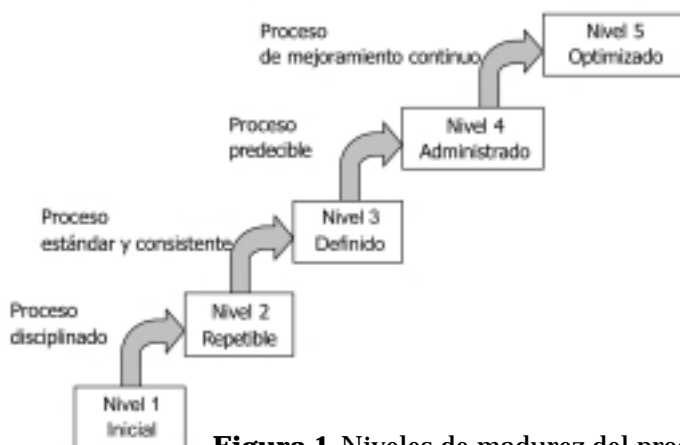 Proceso
de mejoramiento continuo
Nivel 5
Optimizado
Proceso
predecible
Nivel 4
Administrado
Proceso
estándar y consistente
Nivel 3
Definido
Proceso
disciplinado
Nivel 2
Repetible
Nivel 1
Inicial
Figura 1 Niveles de madurez del